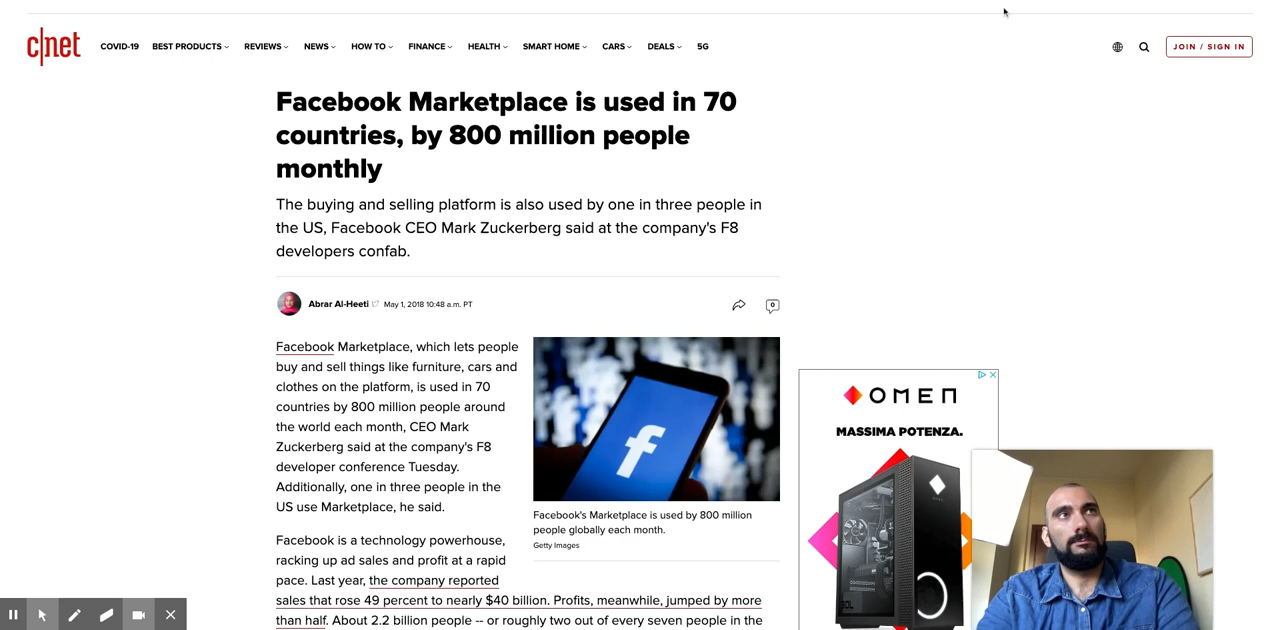 c|net
COVID-19 BEST PRODUCTS REVIEWS NEWS HOW TO FINANCE HEALTH SMART HOME CARS DEALS 5G
JOIN / SIGN IN
Facebook Marketplace is used in 70
countries, by 800 million people
monthly
The buying and selling platform is also used by one in three people in
the US, Facebook CEO Mark Zuckerberg said at the company's F8
developers confab.
Abrar Al-Heeti May 1, 2018 10:48 a.m. PT
0
Facebook Marketplace, which lets people
buy and sell things like furniture, cars and
clothes on the platform, is used in 70
countries by 800 million people around
the world each month, CEO Mark
Zuckerberg said at the company's F8
developer conference Tuesday.
Additionally, one in three people in the
US use Marketplace, he said.
Facebook's Marketplace is used by 800 million
people globally each month.
Getty Images
Facebook is a technology powerhouse,
racking up ad sales and profit at a rapid
pace. Last year, the company reported
sales that rose 49 percent to nearly $40 billion. Profits, meanwhile, jumped by more
than half. About 2.2 billion people -- or roughly two out of every seven people in the
OMEN
MASSIMA POTENZA.